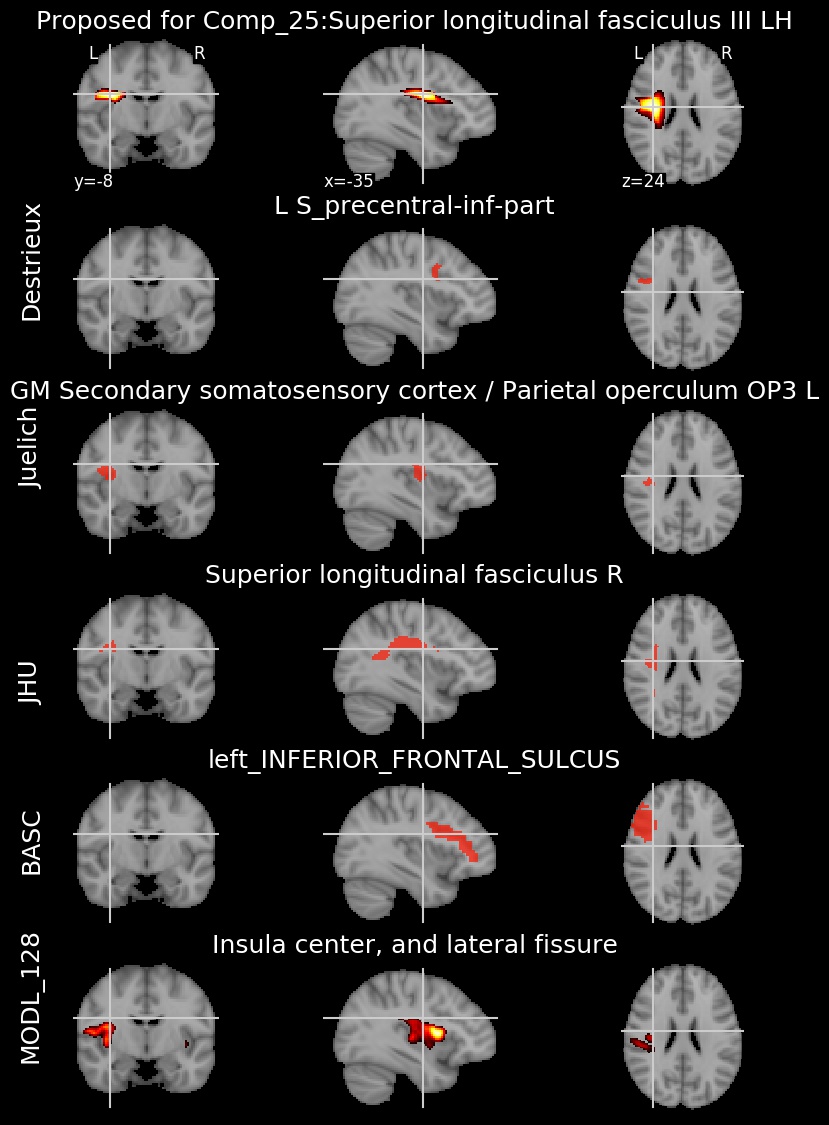 Proposed for Comp_25:Superior longitudinal fasciculus III LH
L R L R
y=-8 x=-35 z=24
L S_precentral-inf-part
Destrieux
GM Secondary somatosensory cortex / Parietal operculum OP3 L
Juelich
Superior longitudinal fasciculus R
JHU
left_INFERIOR_FRONTAL_SULCUS
BASC
Insula center, and lateral fissure
MODL_128